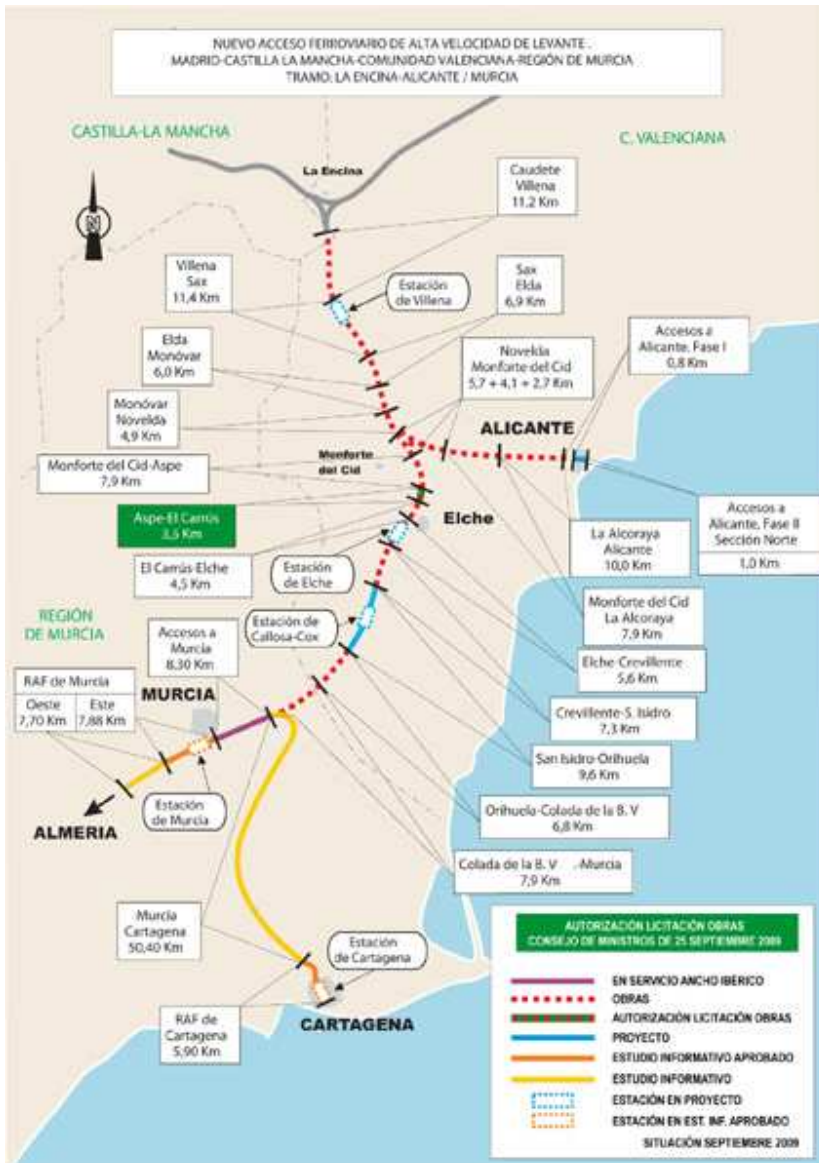 NUEVO ACCESO FERROVIARIO DE ALTA VELOCIDAD DE LEVANTE .
MADRID-CASTILLA LA MANCHA-COMUNIDAD VALENCIANA-REGIÓN DE MURCIA
TRAMO: LA ENCINA-ALICANTE / MURCIA
CASTILLA-LA MANCHA
C. VALENCIANA
La Encina
Caudete
Villena
11,2 Km
Villena
Sax
11,4 Km
Estación
de Villena
Sax
Elda
6,9 Km
Elda
Monóvar
6,0 Km
Novelda
Monforte del Cid
5,7 + 4,1 + 2,7 Km
Accesos a
Alicante, Fase I
0,8 Km
Monóvar
Novelda
4,9 Km
ALICANTE
Monforte del Cid-Aspe
7,9 Km
Monforte
del Cid
Aspe-El Carrús
3,5 Km
Elche
La Alcoraya
Alicante
10,0 Km
Accesos a
Alicante, Fase II
Sección Norte
1,0 Km
El Carrús-Elche
4,5 Km
Estación
de Elche
Monforte del Cid
La Alcoraya
7,9 Km
REGIÓN
DE MURCIA
Accesos a
Murcia
8,30 Km
Estación de
Callosa-Cox
Elche-Crevillente
5,6 Km
RAF de Murcia
Oeste
7,70 Km
Este
7,88 Km
MURCIA
Crevillente-S. Isidro
7,3 Km
San Isidro-Orihuela
9,6 Km
Estación
de Murcia
ALMERIA
Orihuela-Colada de la B. V
6,8 Km
Colada de la B. V -Murcia
7,9 Km
Murcia
Cartagena
50,40 Km
Estación
de Cartagena
RAF de
Cartagena
5,90 Km
CARTAGENA
AUTORIZACIÓN LICITACIÓN OBRAS
CONSEJO DE MINISTROS DE 25 SEPTIEMBRE 2009
EN SERVICIO ANCHO IBÉRICO
OBRAS
AUTORIZACIÓN LICITACIÓN OBRAS
PROYECTO
ESTUDIO INFORMATIVO APROBADO
ESTUDIO INFORMATIVO
ESTACIÓN EN PROYECTO
ESTACIÓN EN EST. INF. APROBADO
SITUACIÓN SEPTIEMBRE 2009